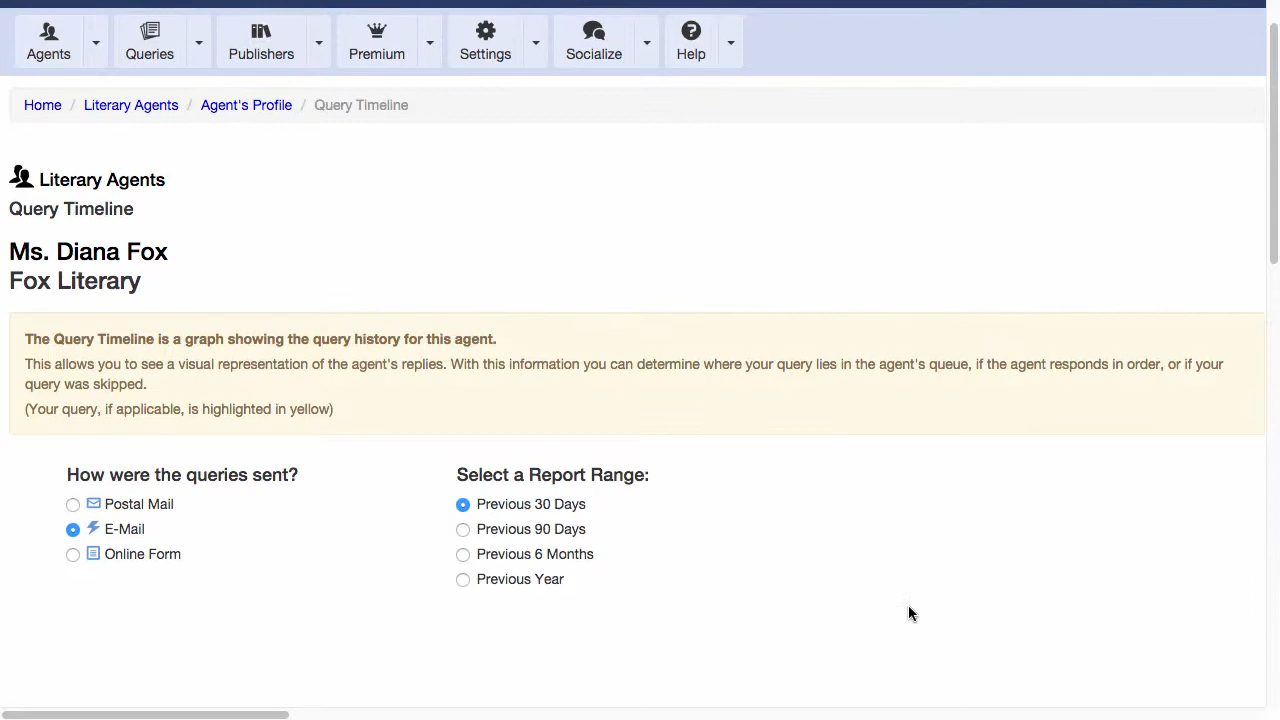 Agents Queries Publishers Premium Settings Socialize Help
Home / Literary Agents / Agent's Profile / Query Timeline
Literary Agents
Query Timeline
Ms. Diana Fox
Fox Literary
The Query Timeline is a graph showing the query history for this agent.
This allows you to see a visual representation of the agent's replies. With this information you can determine where your query lies in the agent's queue, if the agent responds in order, or if your
query was skipped.
(Your query, if applicable, is highlighted in yellow)
How were the queries sent?
Postal Mail
E-Mail
Online Form
Select a Report Range:
Previous 30 Days
Previous 90 Days
Previous 6 Months
Previous Year